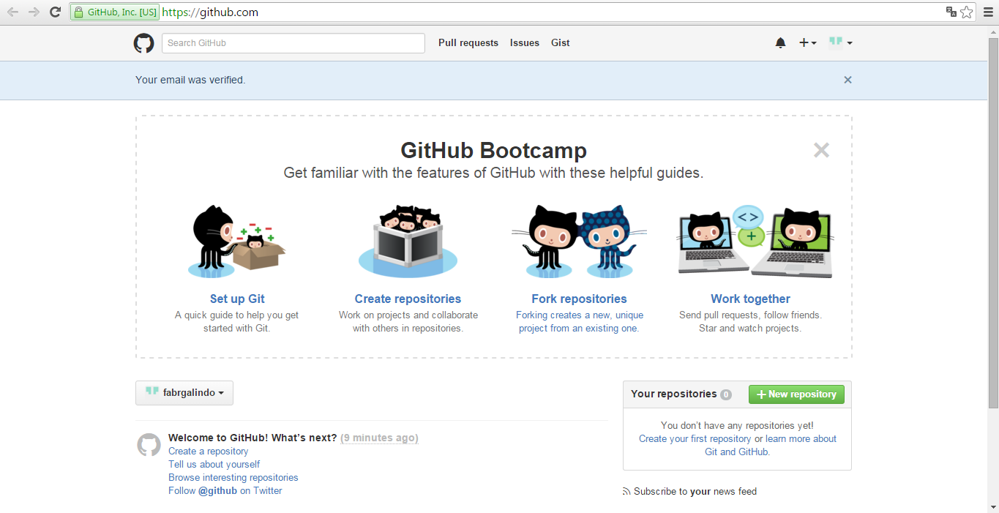 GitHub, Inc. [US] https://github.com
Search GitHub
Pull requests Issues Gist
Your email was verified.
GitHub Bootcamp
Get familiar with the features of GitHub with these helpful guides.
Set up Git
A quick guide to help you get
started with Git.
Create repositories
Work on projects and collaborate
with others in repositories.
Fork repositories
Forking creates a new, unique
project from an existing one.
Work together
Send pull requests, follow friends.
Star and watch projects.
fabrgalindo
Welcome to GitHub! What's next? (9 minutes ago)
Create a repository
Tell us about yourself
Browse interesting repositories
Follow @github on Twitter
Your repositories 0
New repository
You don't have any repositories yet!
Create your first repository or learn more about
Git and GitHub.
Subscribe to your news feed